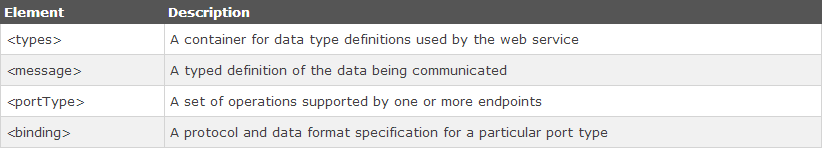 Element Description
<types> A container for data type definitions used by the web service
<message> A typed definition of the data being communicated
<portType> A set of operations supported by one or more endpoints
<binding> A protocol and data format specification for a particular port type